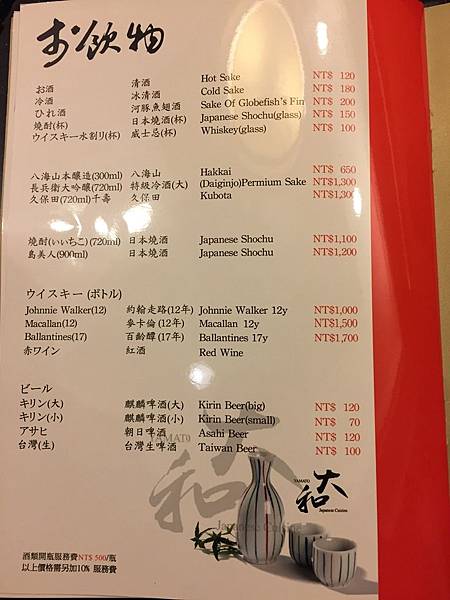 お飲物
お酒 清酒 Hot Sake NT$ 120
冷酒 冰清酒 Cold Sake NT$ 180
ひれ酒 河豚魚翅酒 Sake Of Globefish's Fin NT$ 200
焼酎(杯) 日本燒酒(杯) Japanese Shochu(glass) NT$ 150
ウイスキー水割リ(杯) 威士忌(杯) Whiskey(glass) NT$ 100
八海山本醸造(300ml) 八海山 Hakkai NT$ 650
長兵衛大吟醸(720ml) 特級冷酒(大) (Daiginjo)Permium Sake NT$1,300
久保田(720ml)千壽 久保田 Kubota NT$1,300
焼酎(いいちこ)(720ml) 日本燒酒 Japanese Shochu NT$1,100
島美人(900ml) 日本燒酒 Japanese Shochu NT$1,200
ウイスキー (ボトル)
Johnnie Walker(12) 約翰走路(12年) Johnnie Walker 12y NT$1,000
Macallan(12) 麥卡倫 (12年) Macallan 12y NT$1,500
Ballantines(17) 百齡罈(17年) Ballantines 17y NT$1,700
赤ワイン 紅酒 Red Wine
ビール
キリン(大) 麒麟啤酒(大) Kirin Beer(big) NT$ 120
キリン(小) 麒麟啤酒(小) Kirin Beer(small) NT$ 70
アサヒ 朝日啤酒 Asahi Beer NT$ 120
台灣(生) 台灣生啤酒 Taiwan Beer NT$ 100
YAMATO
大和
Japanese Cuisine
YAMATO
大和
Japanese Cuisine
酒類開瓶服務費NT$ 500/瓶
以上價格需另加10% 服務費